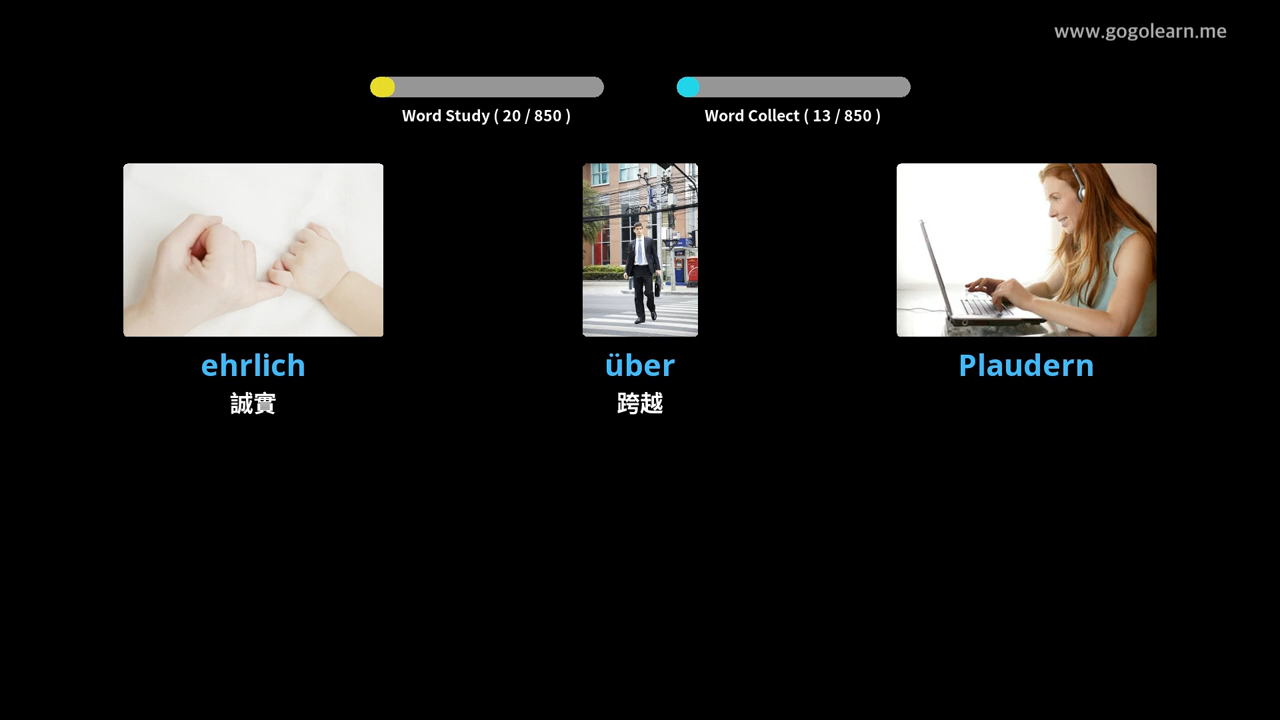 www.gogolearn.me
Word Study ( 20 / 850 )
Word Collect ( 13 / 850 )
ehrlich
über
Plaudern
誠實
跨越